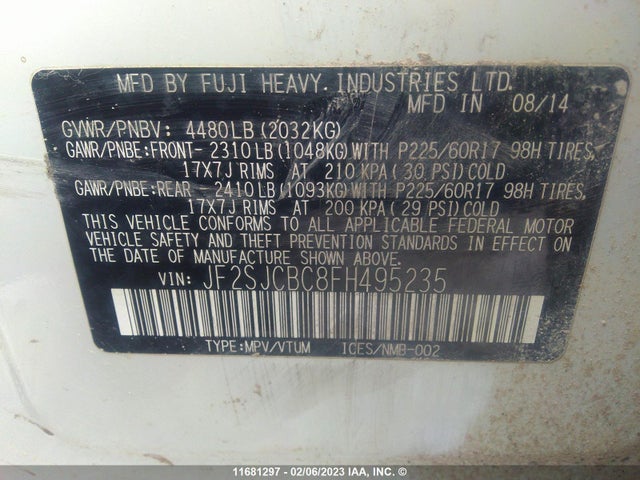 MFD BY FUJI HEAVY. INDUSTRIES LTD.
MFD IN 08/14
GVWR/PNBV: 4480LB(2032KG)
GAWR/PNBE:FRONT- 2310LB(1048KG)WITH P225/60R17 98H TIRES,
17X7J RIMS AT 210 KPA(30 PSI)COLD
GAWR/PNBE:REAR -2410LB(1093KG)WITH P225/60R17 98H TIRES,
17X7J RIMS AT 200 KPA(29 PSI)COLD
THIS VEHICLE CONFORMS TO ALL APPLICABLE FEDERAL MOTOR
VEHICLE SAFETY AND THEFT PREVENTION STANDARDS IN EFFECT ON
THE DATE OF MANUFACTURE SHOWN ABOVE.
VIN: JF2SJCBC8FH495235
TYPE:MPV/VTUM ICES/NMB-002
11681297 - 02/06/2023 IAA, INC. ©